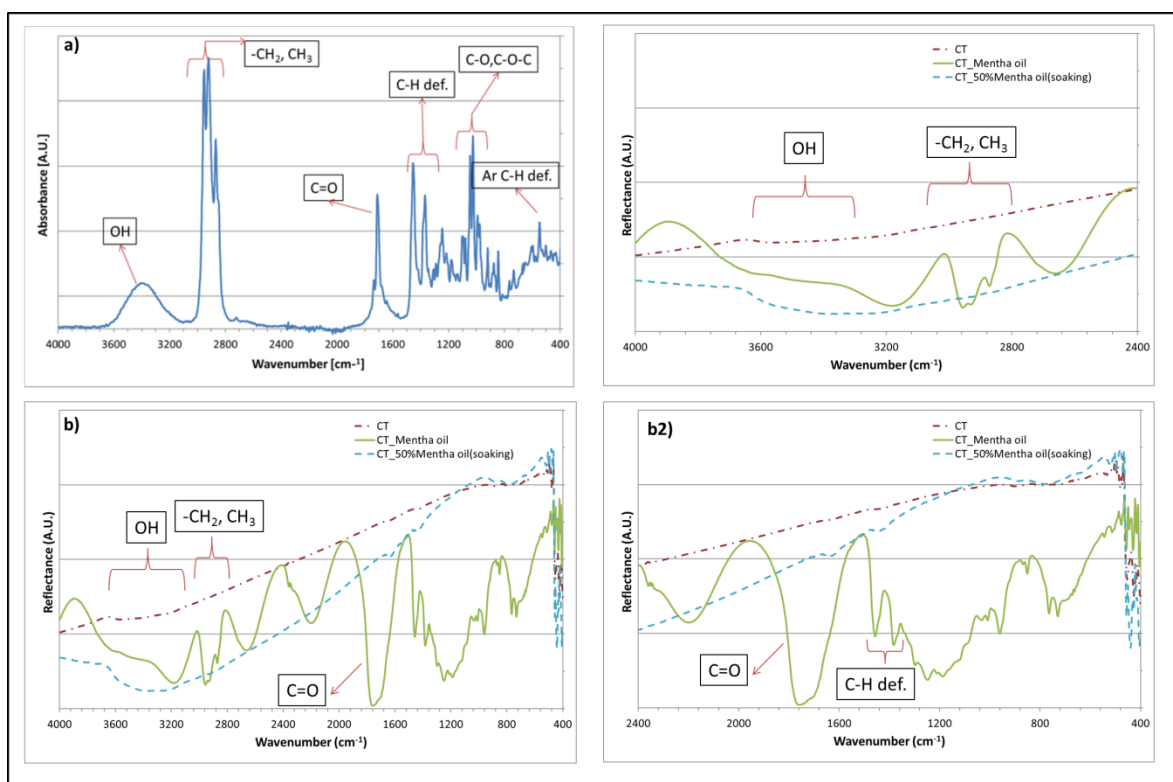 a)
-CH2, CH3
C-O,C-O-C
C-H def.
C=O
Ar C-H def.
OH
Absorbance [A.U.]
4000 3600 3200 2800 2400 2000 1600 1200 800 400
Wavenumber [cm-1]
CT
CT_Mentha oil
CT_50%Mentha oil(soaking)
OH
-CH2, CH3
Reflectance (A.U.)
4000 3600 3200 2800 2400
Wavenumber (cm-1)
b)
CT
CT_Mentha oil
CT_50%Mentha oil(soaking)
-CH2, CH3
OH
C=O
Reflectance (A.U.)
4000 3600 3200 2800 2400 2000 1600 1200 800 400
Wavenumber (cm-1)
b2)
CT
CT_Mentha oil
CT_50%Mentha oil(soaking)
C=O
C-H def.
Reflectance (A.U.)
2400 2000 1600 1200 800 400
Wavenumber (cm-1)